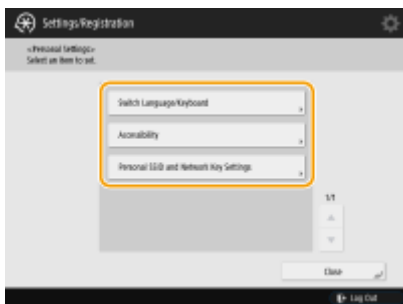 Settings/Registration
<Personal Settings>
Select an item to set.
Switch Language/Keyboard
Accessibility
Personal SSID and Network Key Settings
1/1
Close
Log Out